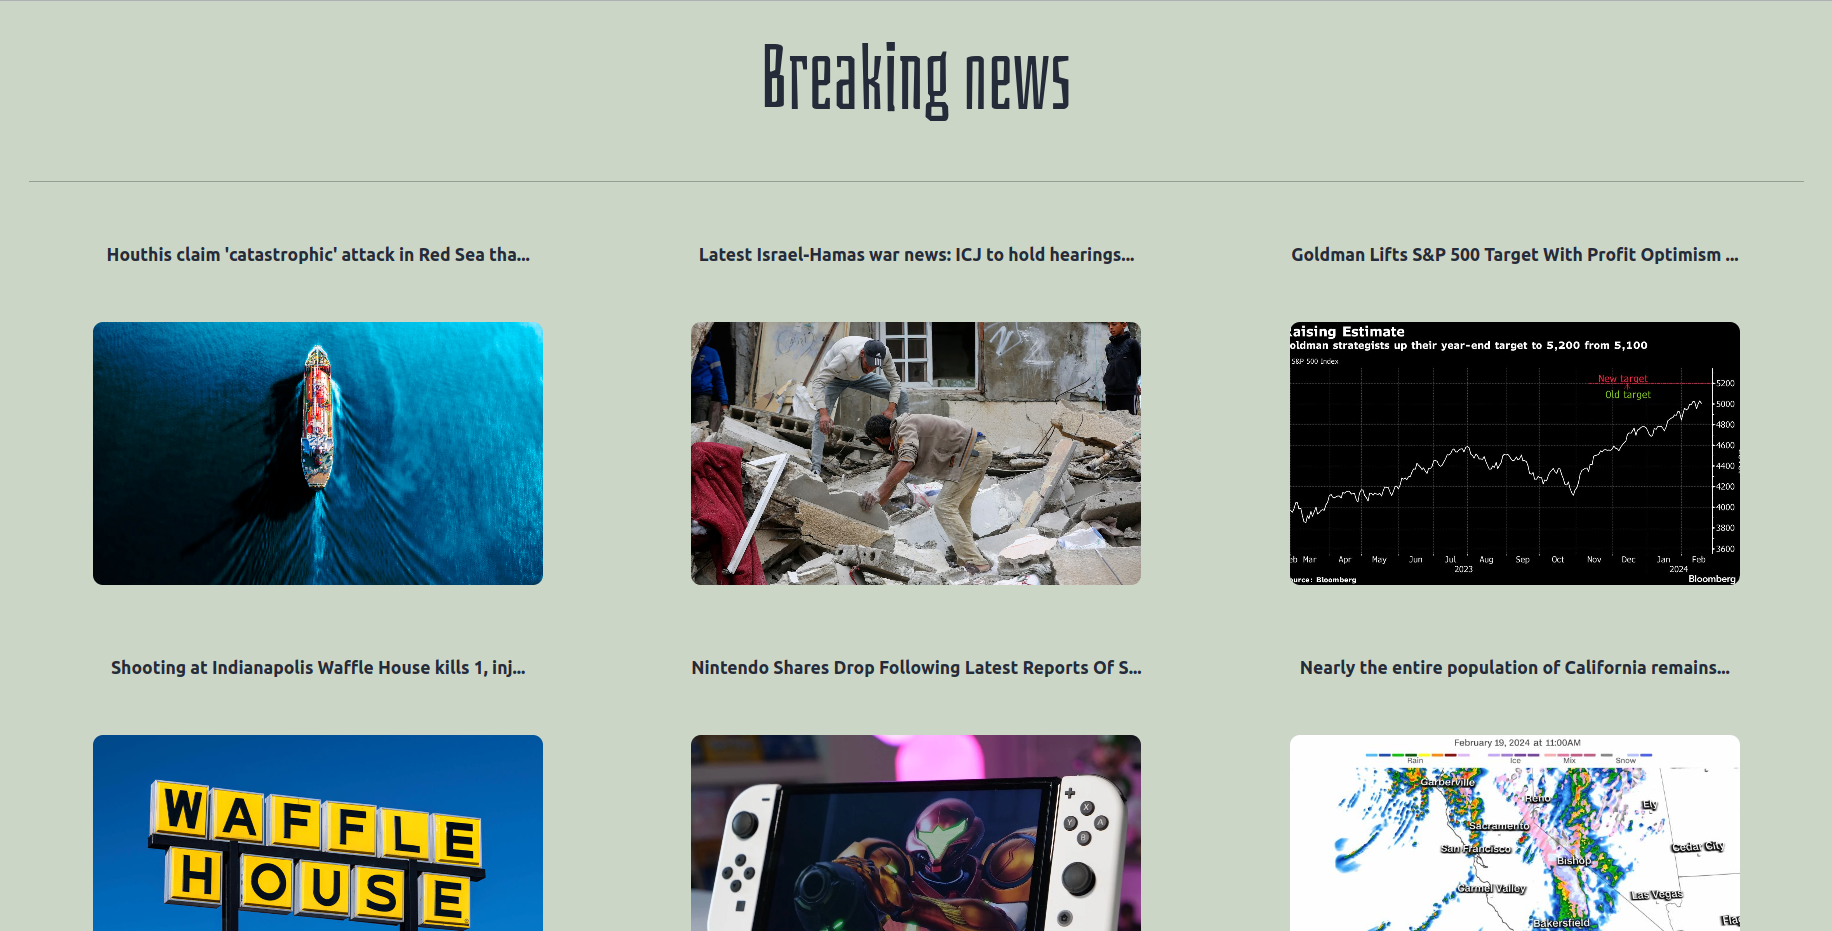 Breaking news
Houthis claim 'catastrophic' attack in Red Sea tha...
Latest Israel-Hamas war news: ICJ to hold hearings...
Goldman Lifts S&P 500 Target With Profit Optimism ...
aising Estimate
oldman strategists up their year-end target to 5,200 from 5,100
S&P 500 Index
New target
Old target
5200
5000
4800
4600
4400
4200
4000
3800
3600
eb Mar Apr May Jun Jul Aug Sep Oct Nov Dec Jan Feb
2023 2024
urce: Bloomberg
Bloomberg
Shooting at Indianapolis Waffle House kills 1, inj...
Nintendo Shares Drop Following Latest Reports Of S...
Nearly the entire population of California remains...
WAFFLE
HOUSE
X
Y A
B
February 19, 2024 at 11:00AM
Rain Ice Mix Snow
Garberville
Reno
Ely
Sacramento
San Francisco
Cedar City
Bishop
Carmel Valley
Las Vegas
Bakersfield
Flag